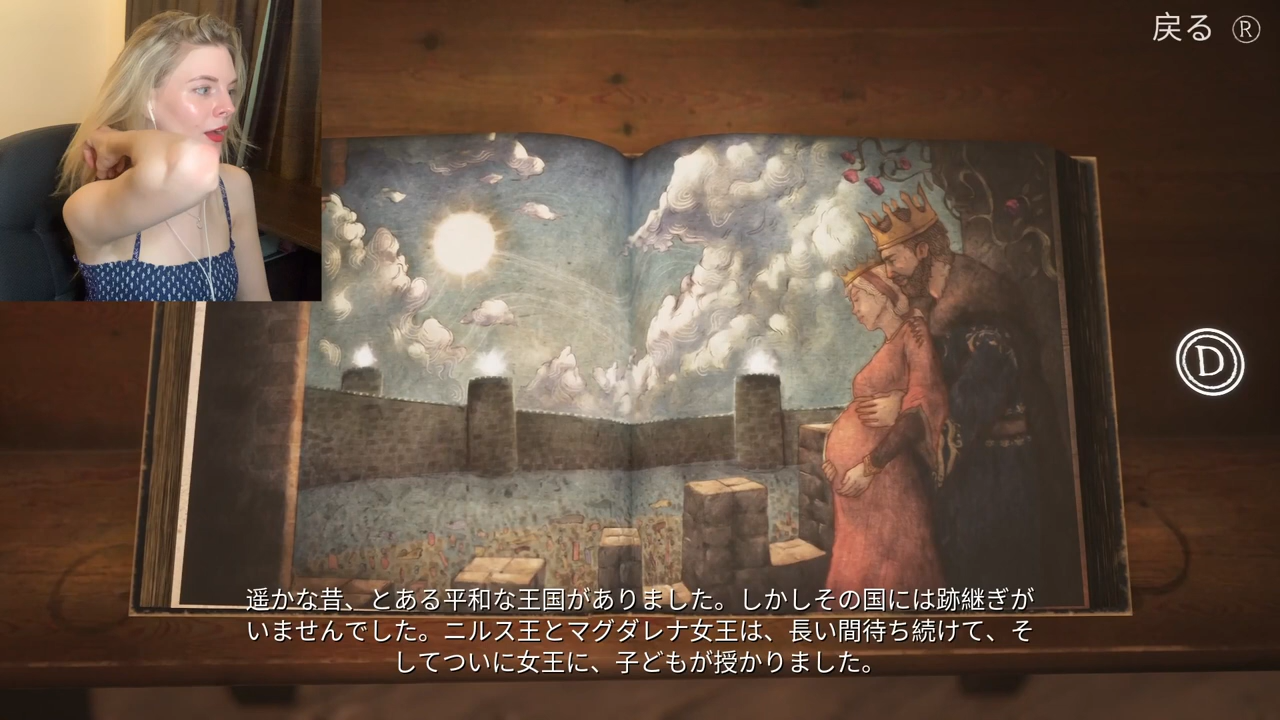 戻る Ⓡ
D
遥かな昔、とある平和な王国がありました。しかしその国には跡継ぎが
いませんでした。ニルス王とマグダレナ女王は、長い間待ち続けて、そ
してついに女王に、子どもが授かりました。